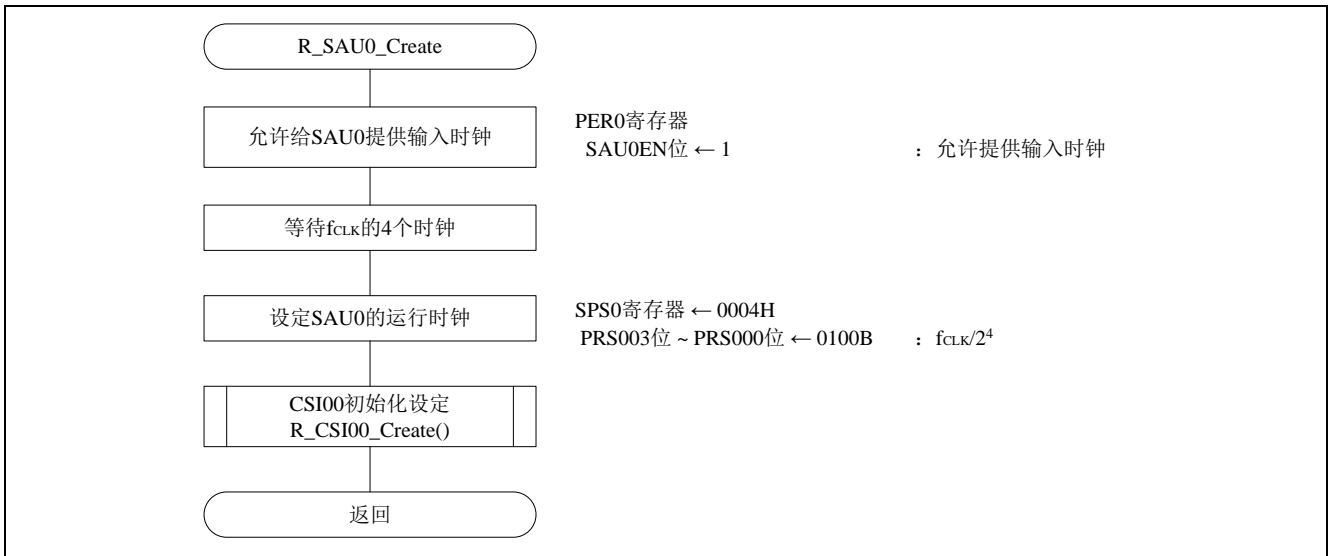 R_SAU0_Create
允许给SAU0提供输入时钟
PER0寄存器
SAU0EN位 ← 1 ：允许提供输入时钟
等待fCLK的4个时钟
设定SAU0的运行时钟
SPS0寄存器 ← 0004H
PRS003位 ~ PRS000位 ← 0100B ：fCLK/2⁴
CSI00初始化设定
R_CSI00_Create()
返回